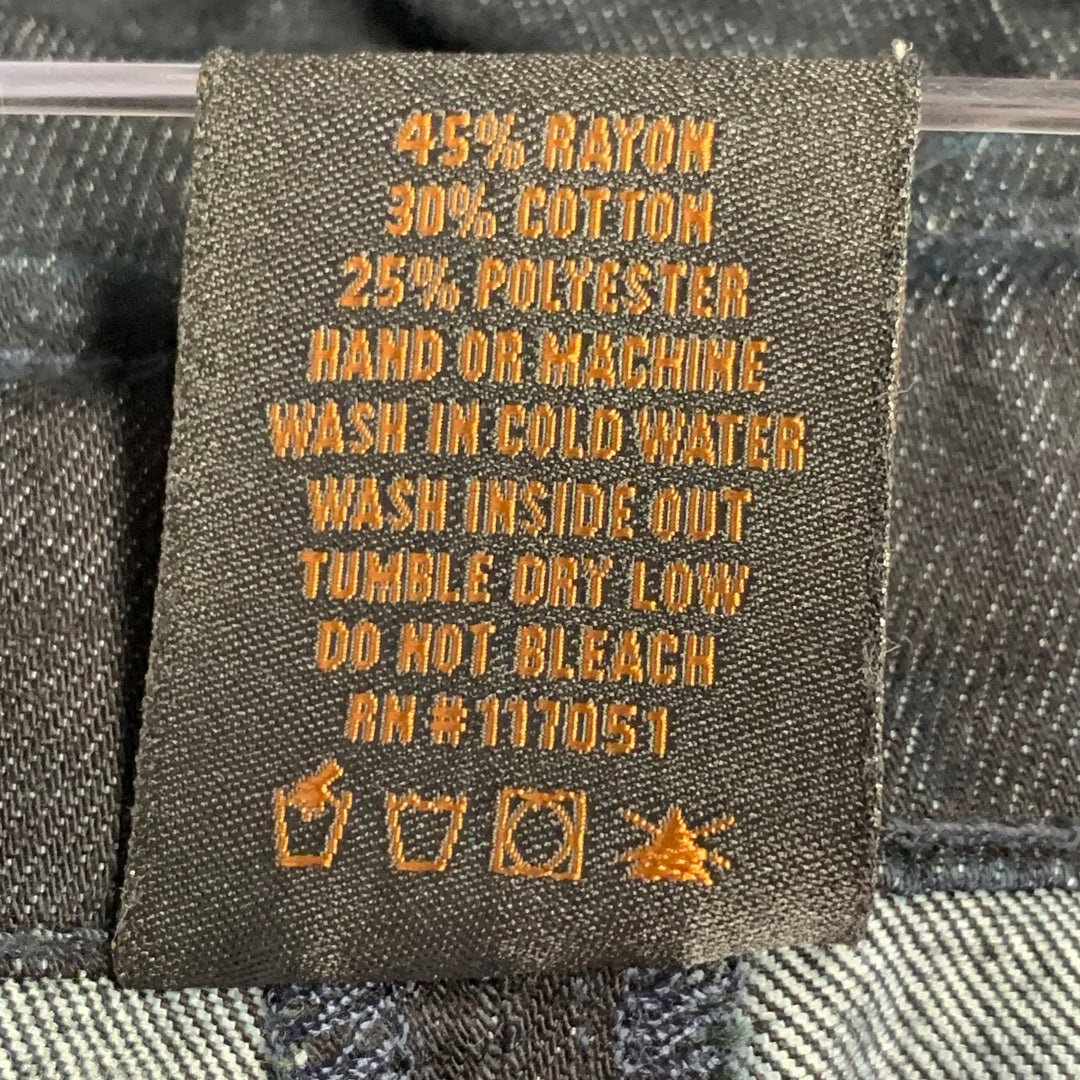 45% RAYON
30% COTTON
25% POLYESTER
HAND OR MACHINE
WASH IN COLD WATER
WASH INSIDE OUT
TUMBLE DRY LOW
DO NOT BLEACH
RN#117051